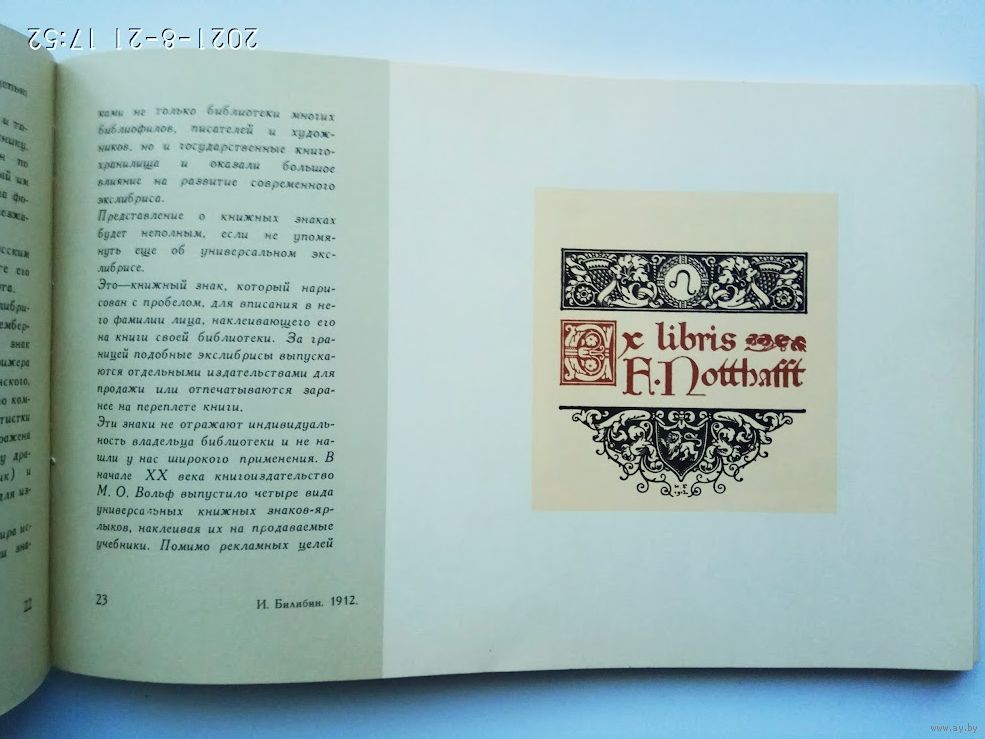 2021-8-21 17:52
ками не только библиотеки многих
библиофилов, писателей и худож-
ников, но и государственные книго-
хранилища и оказали большое
влияние на развитие современного
экслибриса.
Представление о книжных знаках
будет неполным, если не упомя-
нуть еще об универсальном экс-
либрисе.
Это—книжный знак, который нари-
сован с пробелом, для вписания в не-
го фамилии лица, наклеивающего его
на книги своей библиотеки. За гра-
ницей подобные экслибрисы выпуска-
ются отдельными издательствами для
продажи или отпечатываются зара-
нее на переплете книги.
Эти знаки не отражают индивидуаль-
ность владельца библиотеки и не на-
шли у нас широкого применения. В
начале XX века книгоиздательство
М. О. Вольф выпустило четыре вида
универсальных книжных знаков-яр-
лыков, наклеивая их на продаваемые
учебники. Помимо рекламных целей
22
23
И. Билибин. 1912.
Ex libris
F. Notthafft
www.ay.by